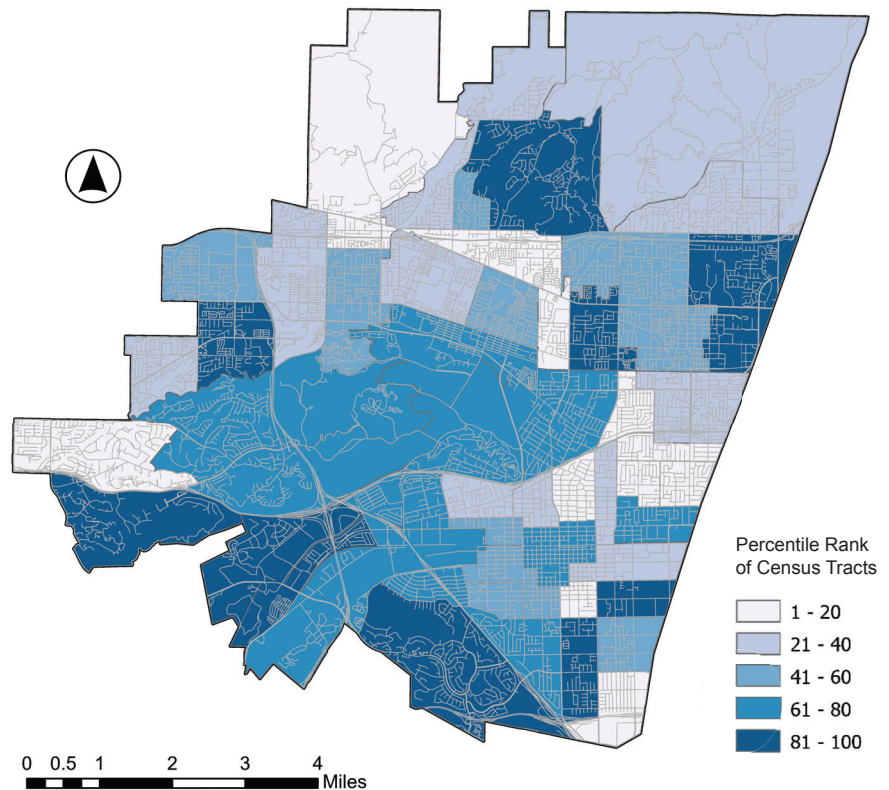 Percentile Rank
of Census Tracts
1 - 20
21 - 40
41 - 60
61 - 80
81 - 100
0 0.5 1 2 3 4
Miles